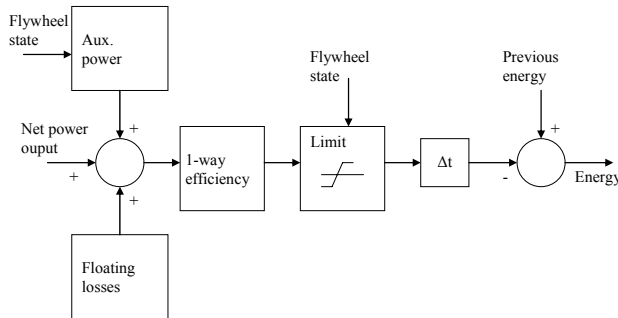 Flywheel
state
Aux.
power
Flywheel
state
Previous
energy
Net power
ouput
+
+
+
1-way
efficiency
Limit
Δt
+
-
Energy
Floating
losses